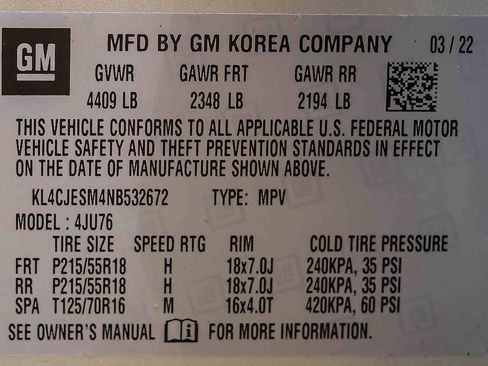 GM MFD BY GM KOREA COMPANY 03/22
GVWR GAWR FRT GAWR RR
4409 LB 2348 LB 2194 LB
THIS VEHICLE CONFORMS TO ALL APPLICABLE U.S. FEDERAL MOTOR
VEHICLE SAFETY AND THEFT PREVENTION STANDARDS IN EFFECT
ON THE DATE OF MANUFACTURE SHOWN ABOVE.
KL4CJESM4NB532672 TYPE: MPV
MODEL : 4JU76
TIRE SIZE SPEED RTG RIM COLD TIRE PRESSURE
FRT P215/55R18 H 18x7.0J 240KPA, 35 PSI
RR P215/55R18 H 18x7.0J 240KPA, 35 PSI
SPA T125/70R16 M 16x4.0T 420KPA, 60 PSI
SEE OWNER'S MANUAL i FOR MORE INFORMATION.